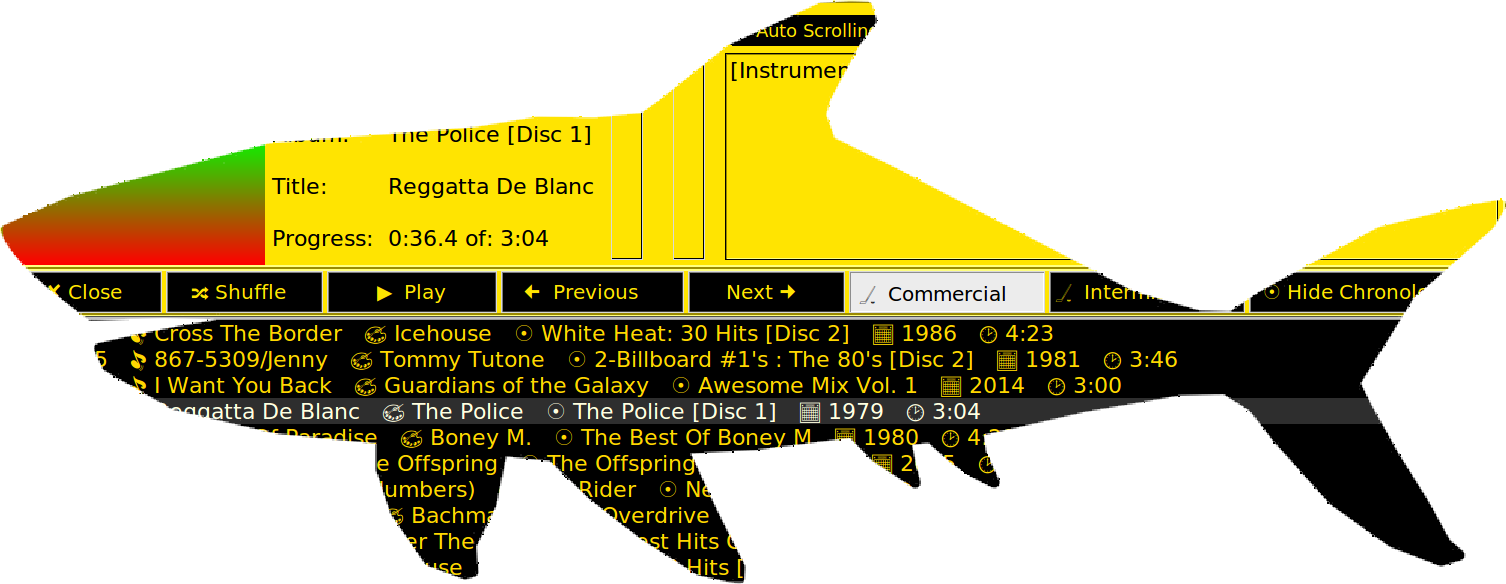 Auto Scrolling
[Instrumen
The Police [Disc 1]
Title: Reggatta De Blanc
Progress: 0:36.4 of: 3:04
Close Shuffle ▶ Play 🡰 Previous Next 🡲 Commercial Interm Hide Chronolo
Cross The Border Icehouse ☉ White Heat: 30 Hits [Disc 2] 1986 4:23
5 867-5309/Jenny Tommy Tutone ☉ 2-Billboard #1's : The 80's [Disc 2] 1981 3:46
I Want You Back Guardians of the Galaxy ☉ Awesome Mix Vol. 1 2014 3:00
eggatta De Blanc The Police ☉ The Police [Disc 1] 1979 3:04
Of Paradise Boney M. ☉ The Best Of Boney M 1980 4:
e Offspring The Offspring 2
umbers) Rider ☉ Ne
Bachma Overdrive
er The est Hits
use Hits [